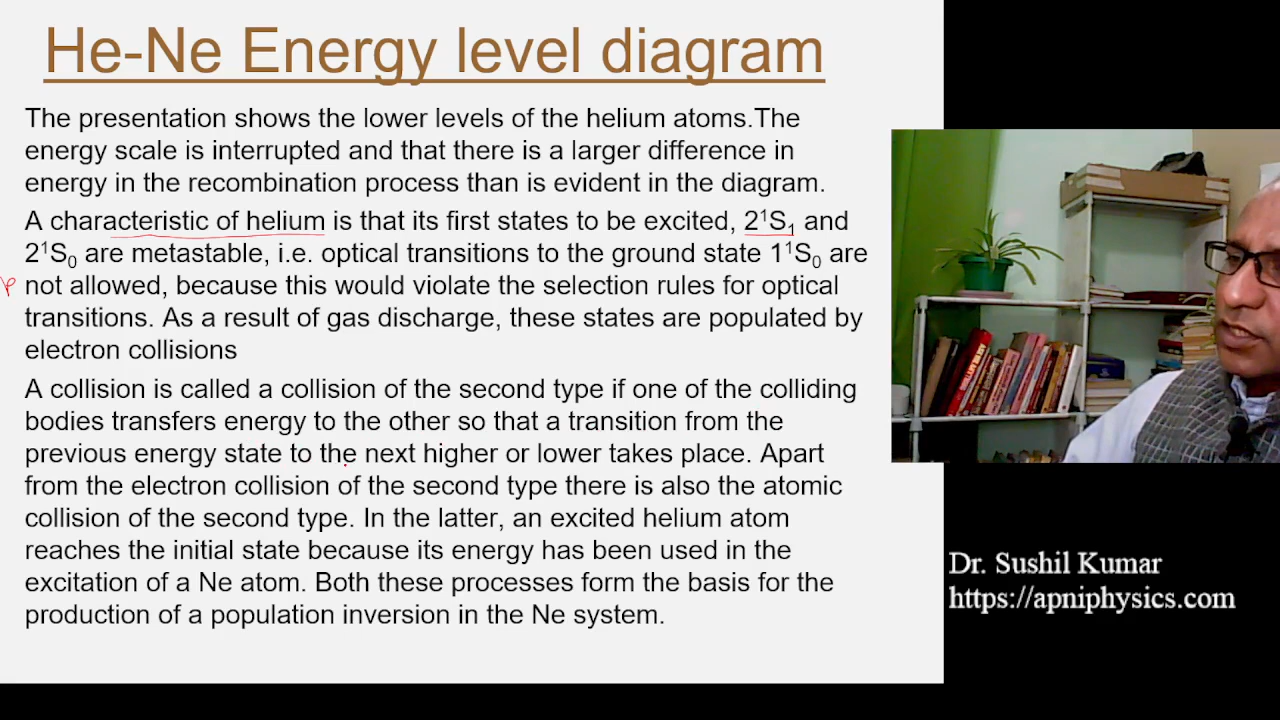 He-Ne Energy level diagram
The presentation shows the lower levels of the helium atoms.The
energy scale is interrupted and that there is a larger difference in
energy in the recombination process than is evident in the diagram.
A characteristic of helium is that its first states to be excited, 2¹S₁ and
2¹S₀ are metastable, i.e. optical transitions to the ground state 1¹S₀ are
not allowed, because this would violate the selection rules for optical
transitions. As a result of gas discharge, these states are populated by
electron collisions
A collision is called a collision of the second type if one of the colliding
bodies transfers energy to the other so that a transition from the
previous energy state to the next higher or lower takes place. Apart
from the electron collision of the second type there is also the atomic
collision of the second type. In the latter, an excited helium atom
reaches the initial state because its energy has been used in the
excitation of a Ne atom. Both these processes form the basis for the
production of a population inversion in the Ne system.
Dr. Sushil Kumar
https://apniphysics.com